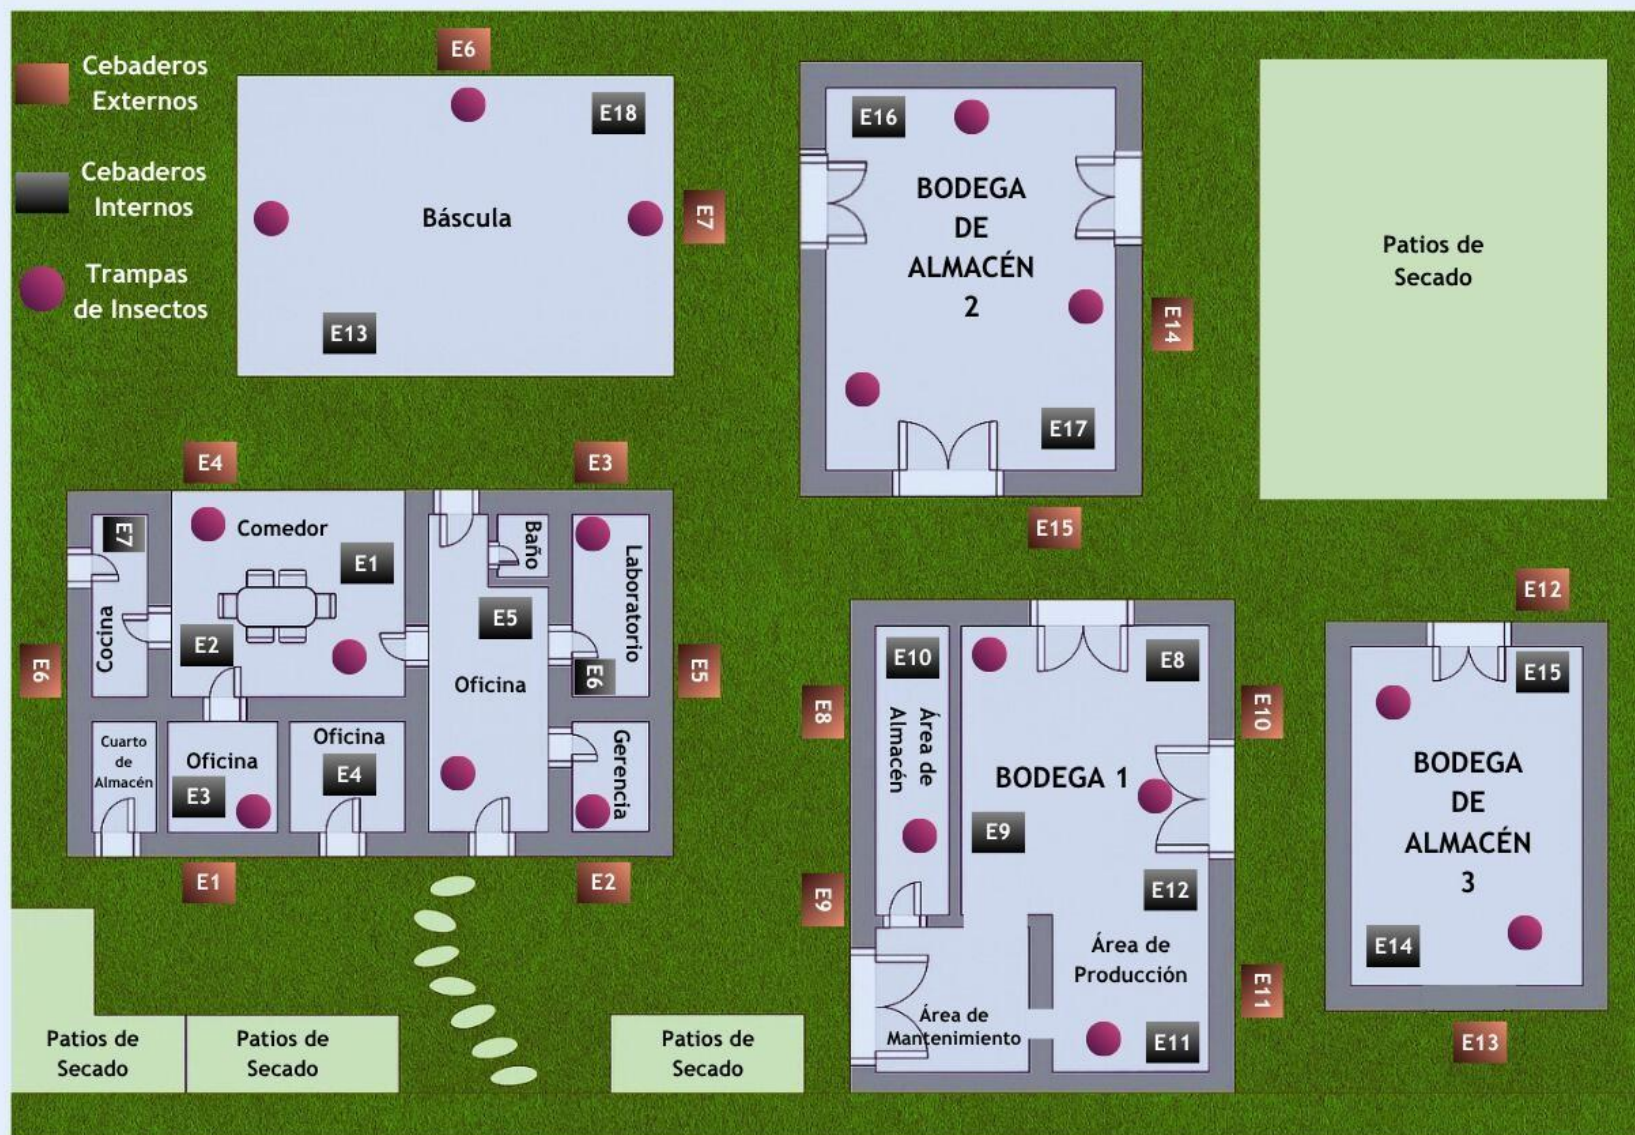 Cebaderos
Externos
Cebaderos
Internos
Trampas
de Insectos
E6
E18
Báscula
E7
E13
E16
BODEGA
DE
ALMACÉN
2
E14
E17
E15
Patios de
Secado
E4
E3
E7
Comedor
E1
Baño
Laboratorio
E5
Cocina
E2
E6
E6
E5
Oficina
Cuarto
de
Almacén
Oficina
E3
Oficina
E4
Gerencia
E1
E2
E10
E8
E8
Área de
Almacén
E10
BODEGA 1
E9
E9
E12
Área de
Producción
E11
Área de
Mantenimiento
E11
E12
E15
BODEGA
DE
ALMACÉN
3
E14
E13
Patios de
Secado
Patios de
Secado
Patios de
Secado